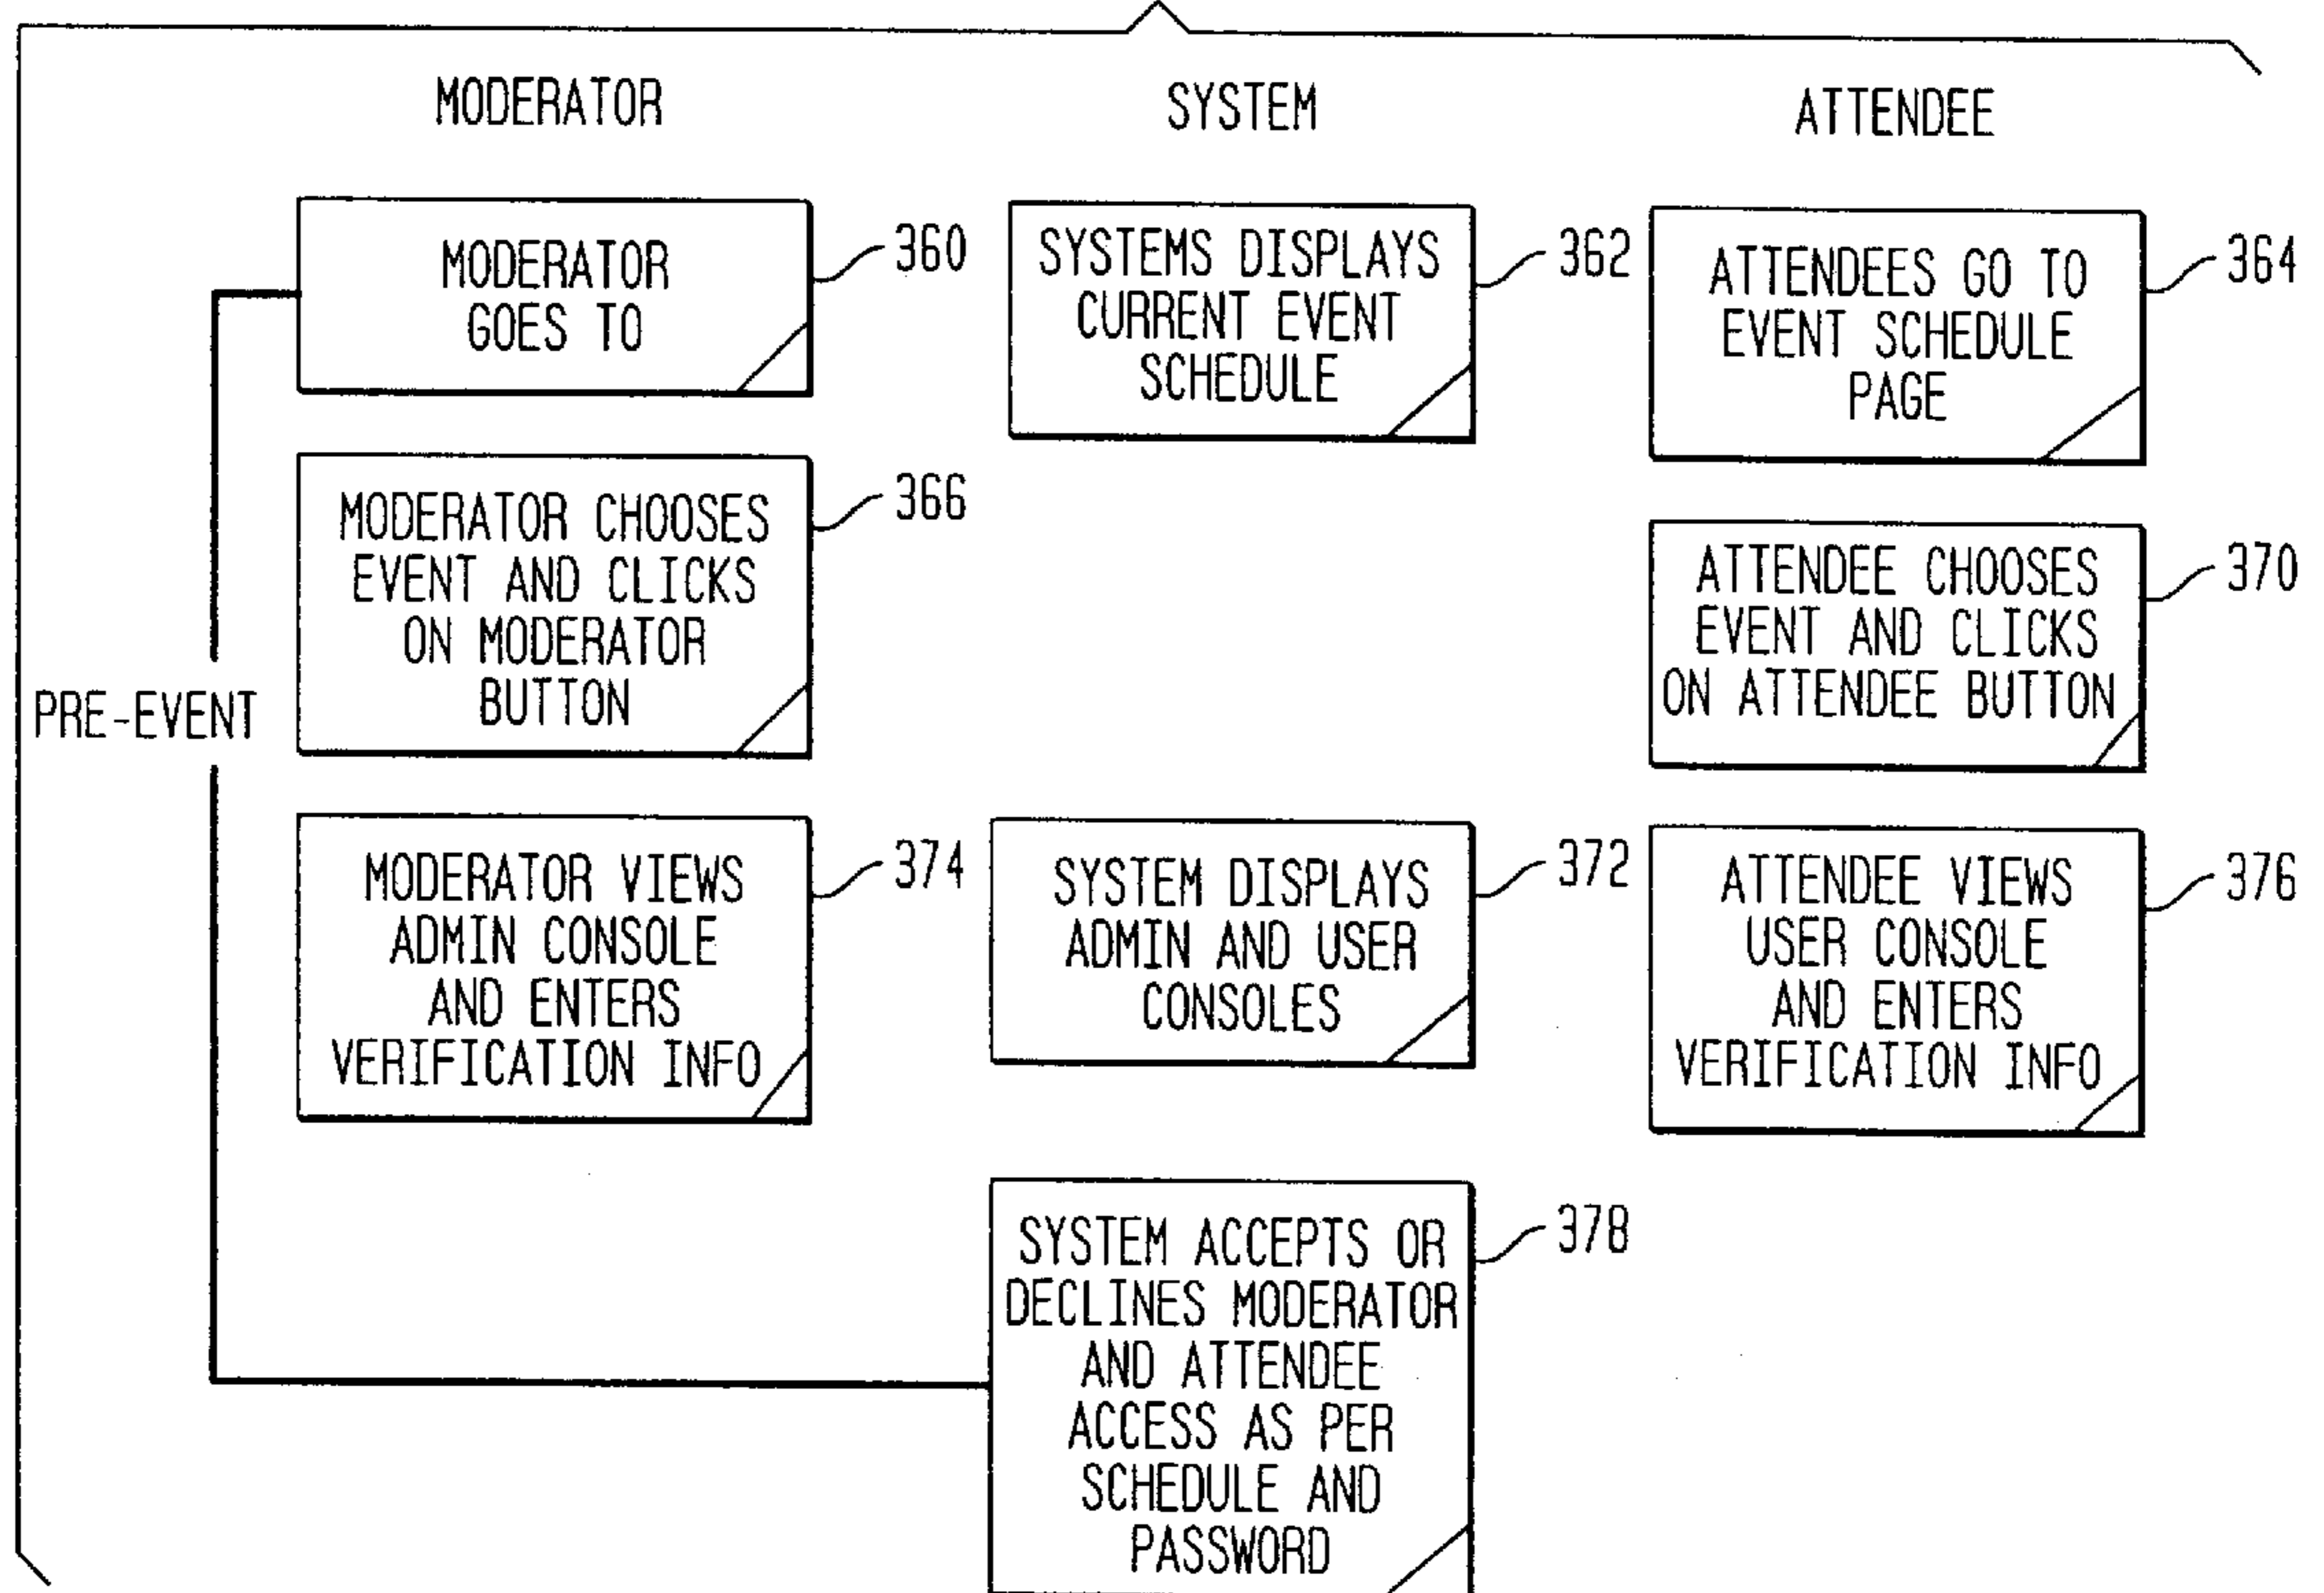 MODERATOR
SYSTEM
ATTENDEE
MODERATOR
GOES TO
360
SYSTEMS DISPLAYS
CURRENT EVENT
SCHEDULE
362
ATTENDEES GO TO
EVENT SCHEDULE
PAGE
364
MODERATOR CHOOSES
EVENT AND CLICKS
ON MODERATOR
BUTTON
366
ATTENDEE CHOOSES
EVENT AND CLICKS
ON ATTENDEE BUTTON
370
PRE-EVENT
MODERATOR VIEWS
ADMIN CONSOLE
AND ENTERS
VERIFICATION INFO
374
SYSTEM DISPLAYS
ADMIN AND USER
CONSOLES
372
ATTENDEE VIEWS
USER CONSOLE
AND ENTERS
VERIFICATION INFO
376
SYSTEM ACCEPTS OR
DECLINES MODERATOR
AND ATTENDEE
ACCESS AS PER
SCHEDULE AND
PASSWORD
378